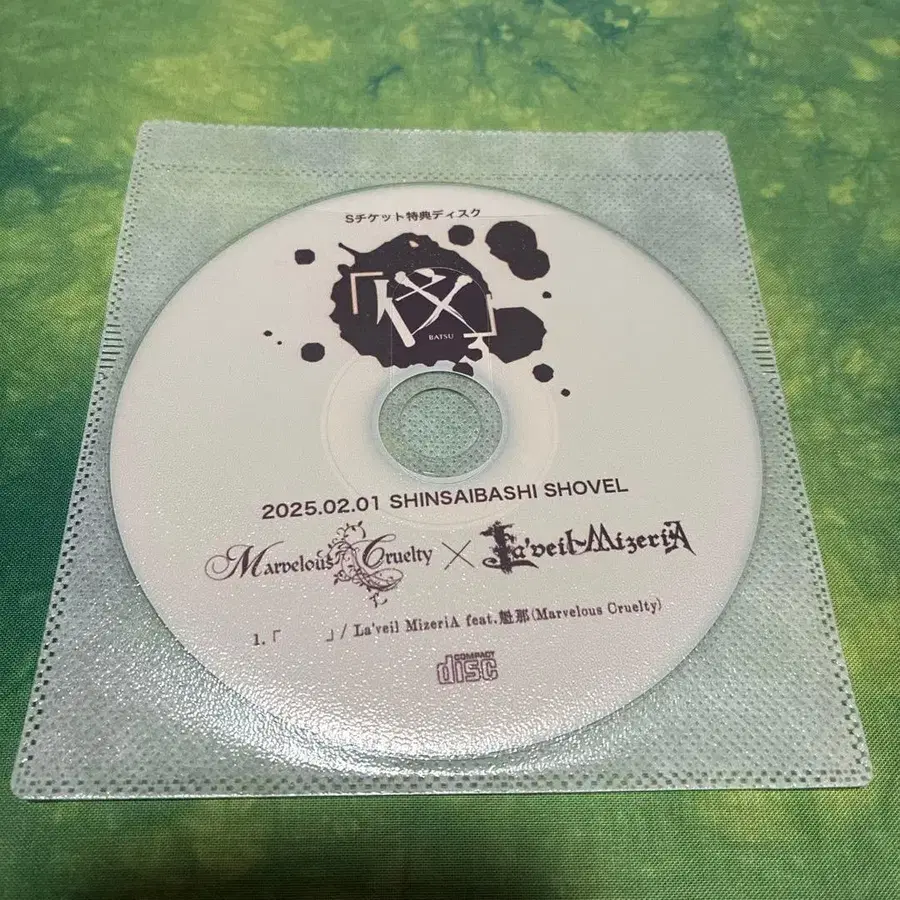 Sチケット特典ディスク
BATSU
2025.02.01 SHINSAIBASHI SHOVEL
Marvelous Cruelty × La'veil MizeriA
1.「 」/ La'veil MizeriA feat.魁那(Marvelous Cruelty)
COMPACT
disc